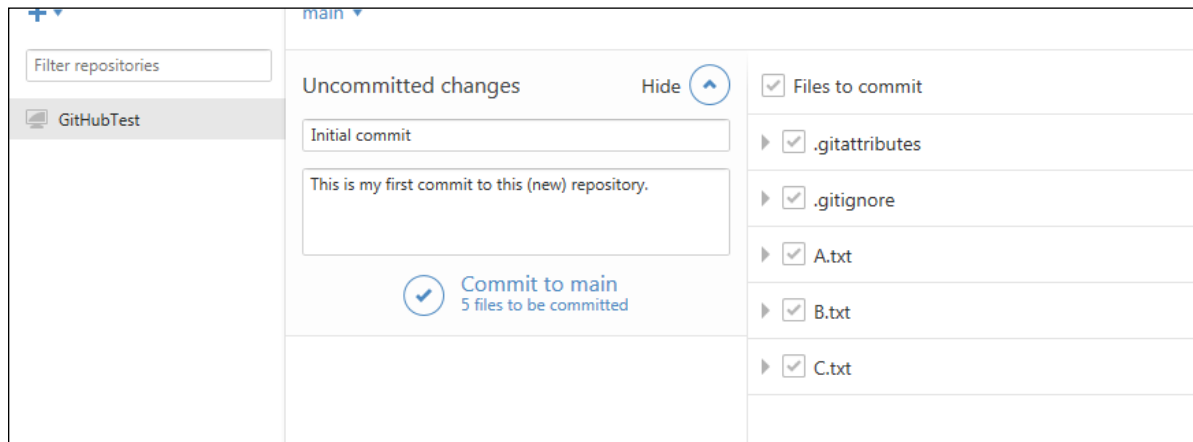 main
Filter repositories
GitHubTest
Uncommitted changes
Hide
Initial commit
This is my first commit to this (new) repository.
Commit to main
5 files to be committed
Files to commit
.gitattributes
.gitignore
A.txt
B.txt
C.txt